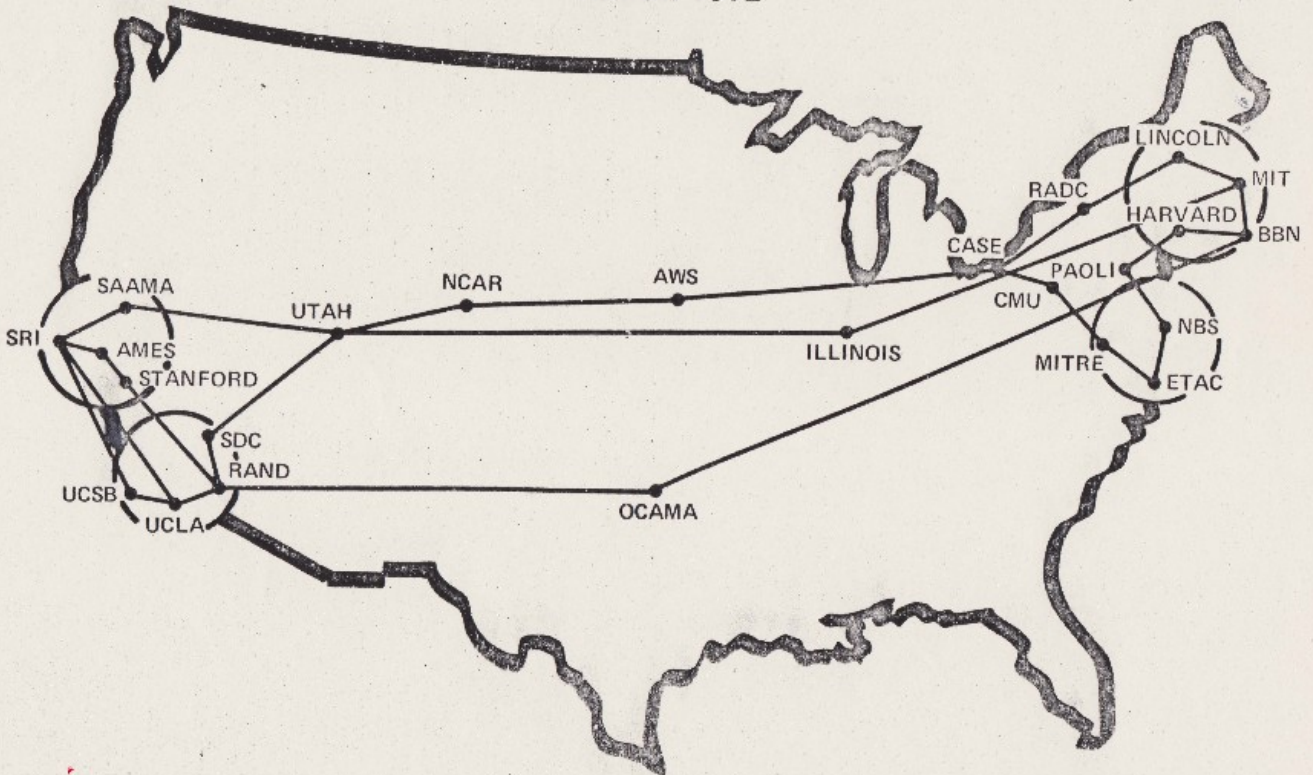 LINCOLN
MIT
RADC
HARVARD
BBN
CASE
PAOLI
SAAMA
NCAR
AWS
CMU
UTAH
NBS
SRI
AMES
ILLINOIS
MITRE
STANFORD
ETAC
SDC
RAND
UCSB
OCAMA
UCLA